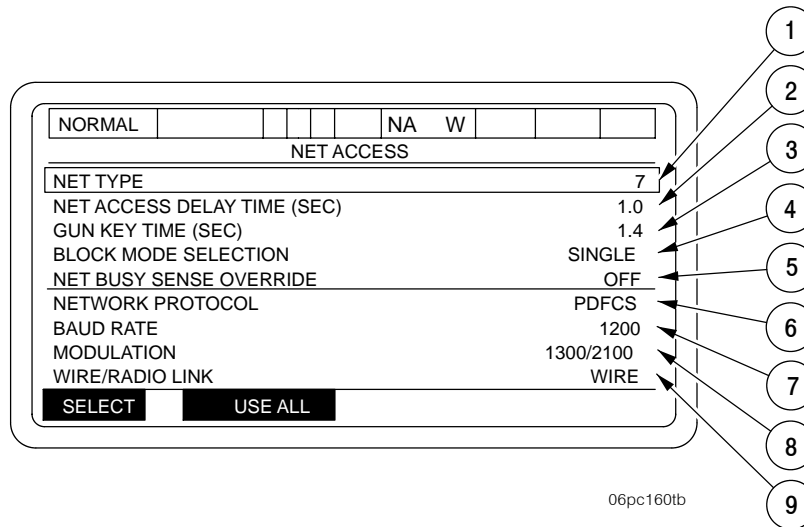 NORMAL NA W
NET ACCESS
NET TYPE 7
NET ACCESS DELAY TIME (SEC) 1.0
GUN KEY TIME (SEC) 1.4
BLOCK MODE SELECTION SINGLE
NET BUSY SENSE OVERRIDE OFF
NETWORK PROTOCOL PDFCS
BAUD RATE 1200
MODULATION 1300/2100
WIRE/RADIO LINK WIRE
SELECT USE ALL
1
2
3
4
5
6
7
8
9
06pc160tb